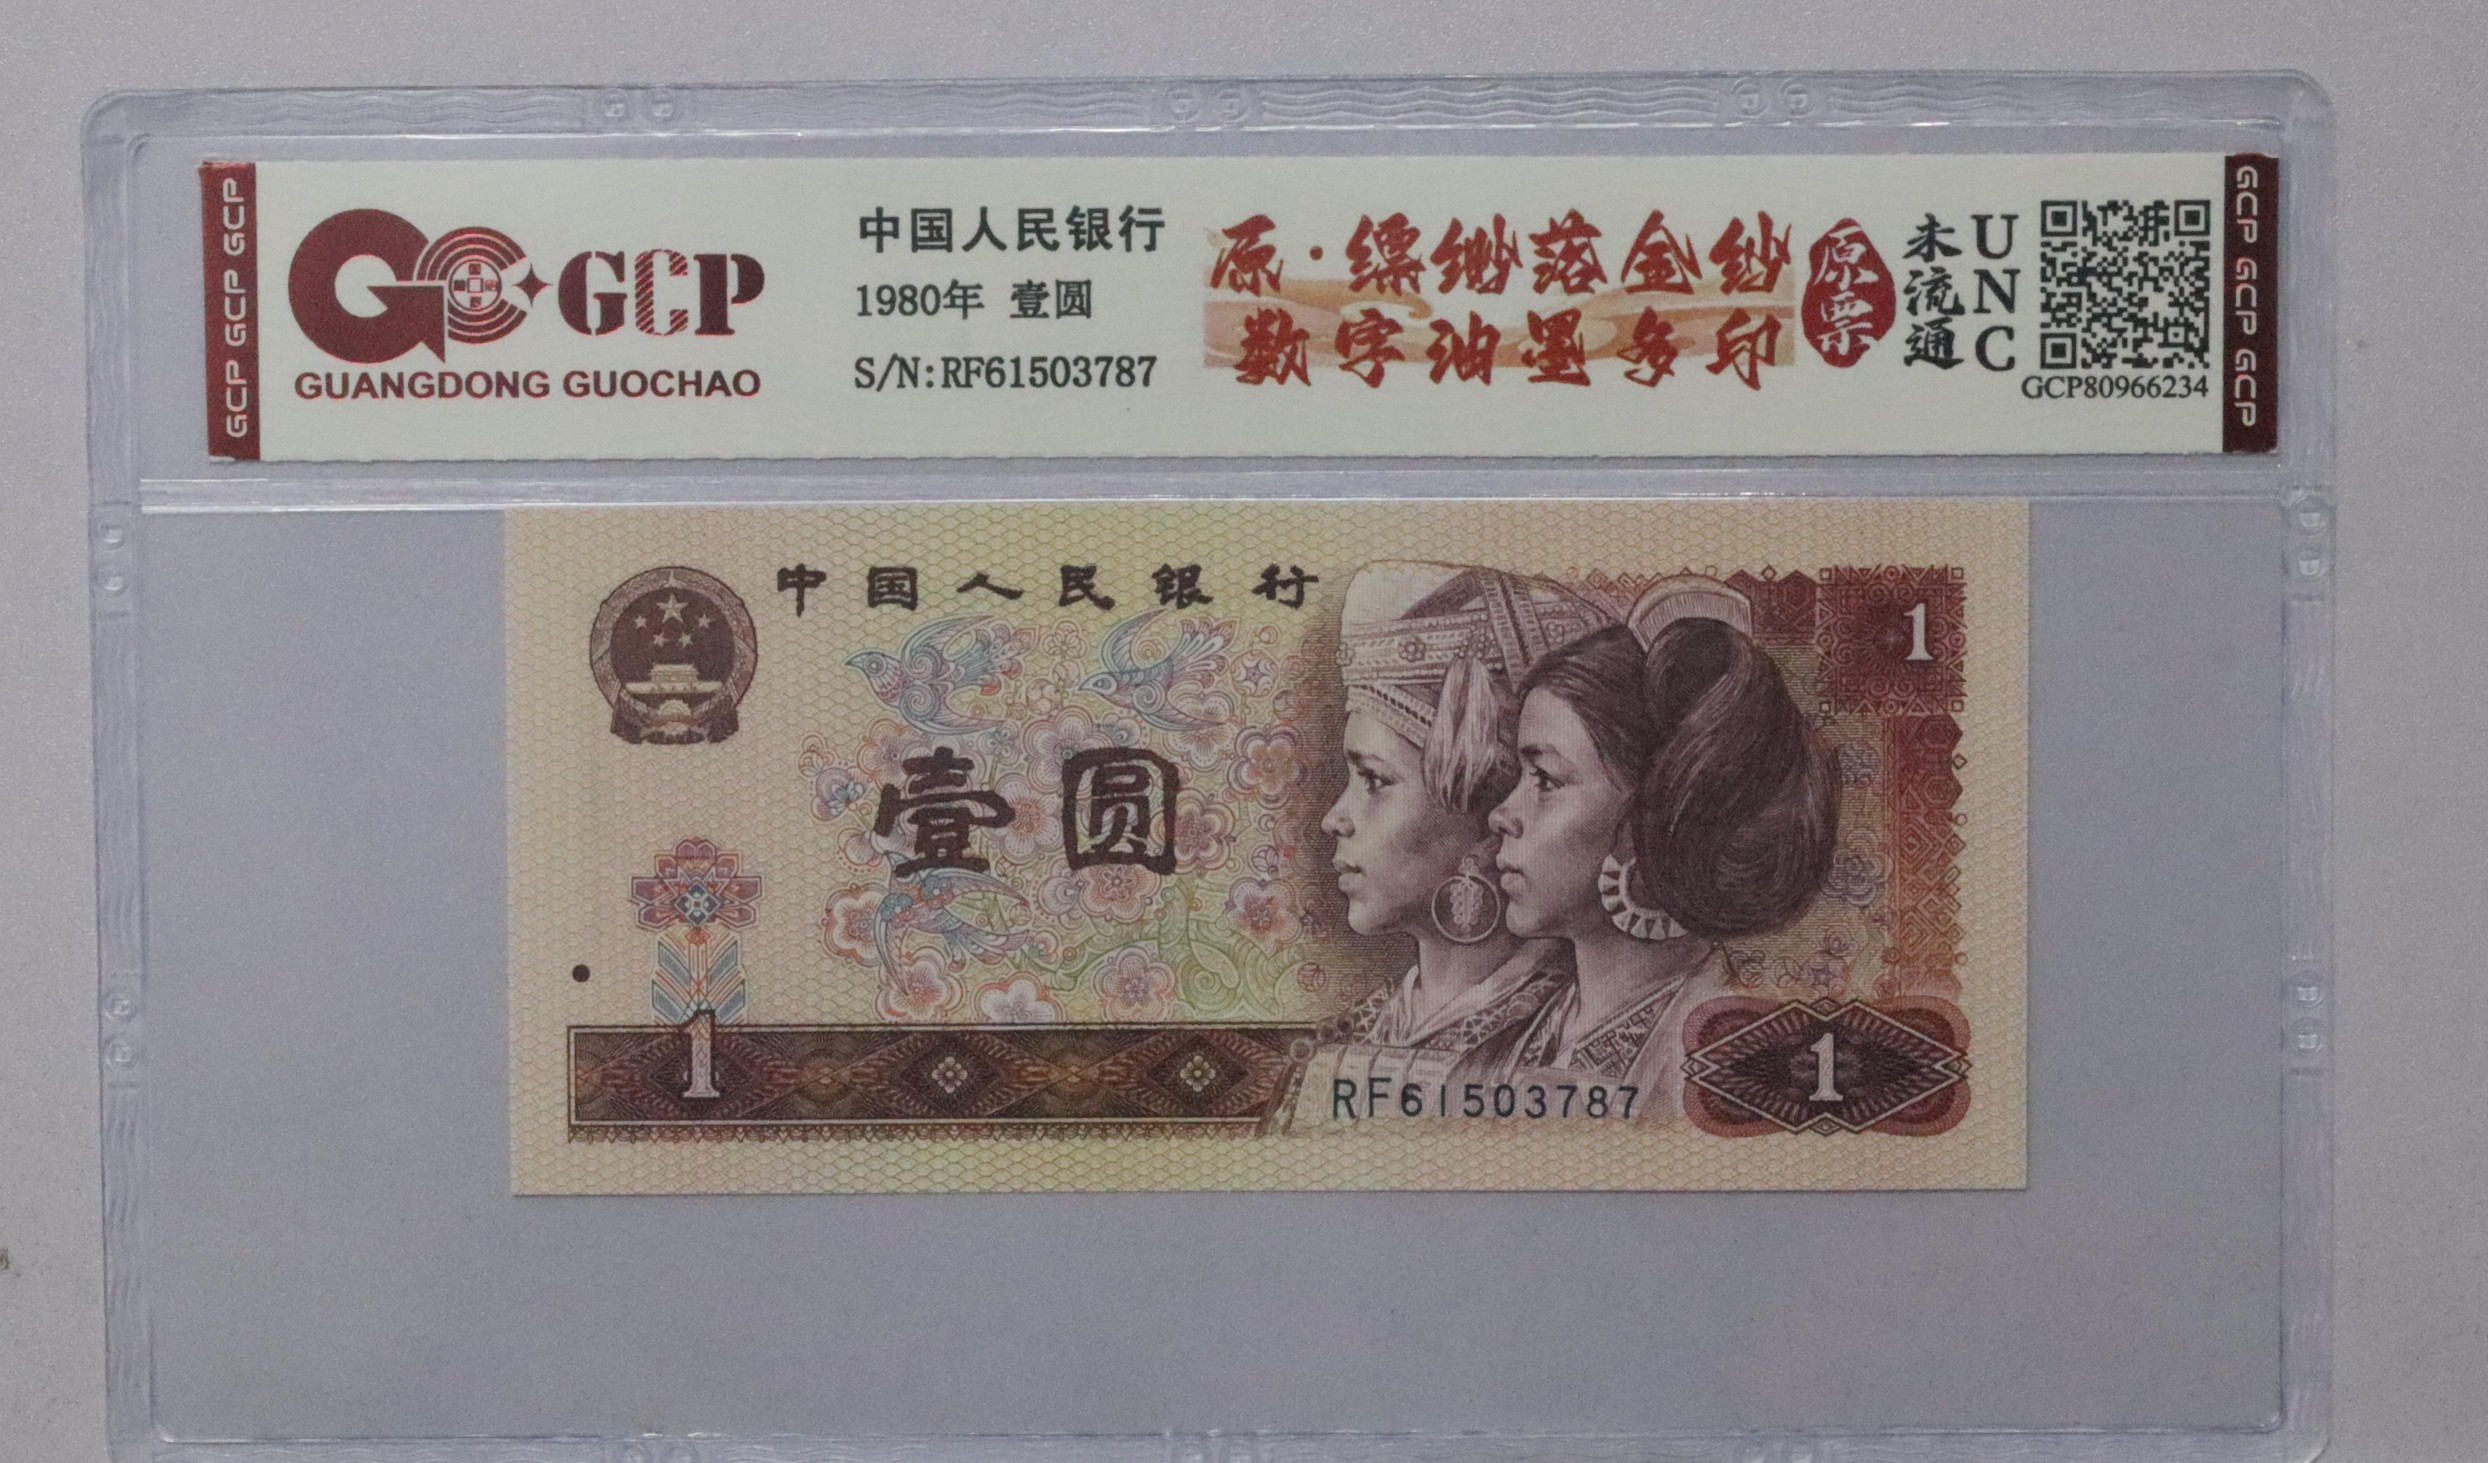 GCP GCP GCP
GCP
GUANGDONG GUOCHAO
中国人民银行
1980年 壹圆
S/N:RF61503787
原·缥缈落金纱
数字油墨多印
原票
未流通
UNC
GCP80966234
GCP GCP GCP
中国人民银行
1
壹圆
1
RF61503787
1